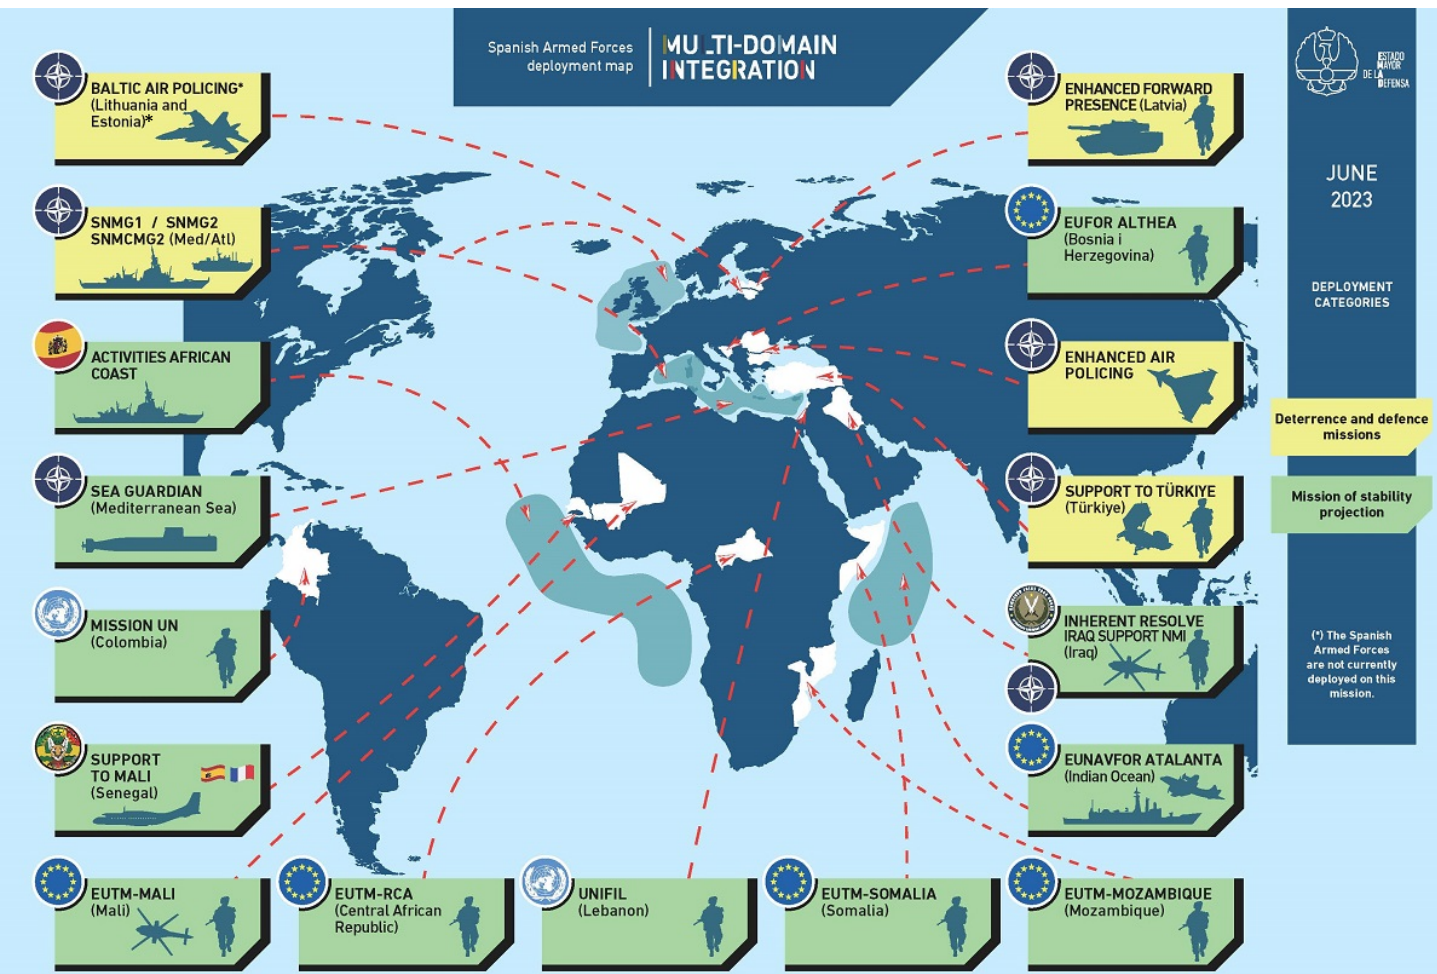 Spanish Armed Forces
deployment map
MULTI-DOMAIN
INTEGRATION
ESTADO
MAYOR
DE LA DEFENSA
JUNE
2023
DEPLOYMENT
CATEGORIES
Deterrence and defence
missions
Mission of stability
projection
(*) The Spanish
Armed Forces
are not currently
deployed on this
mission.
BALTIC AIR POLICING*
(Lithuania and
Estonia)*
SNMG1 / SNMG2
SNMCMG2 (Med/Atl)
ACTIVITIES AFRICAN
COAST
SEA GUARDIAN
(Mediterranean Sea)
MISSION UN
(Colombia)
SUPPORT
TO MALI
(Senegal)
EUTM-MALI
(Mali)
EUTM-RCA
(Central African
Republic)
UNIFIL
(Lebanon)
EUTM-SOMALIA
(Somalia)
EUTM-MOZAMBIQUE
(Mozambique)
ENHANCED FORWARD
PRESENCE (Latvia)
EUFOR ALTHEA
(Bosnia i
Herzegovina)
ENHANCED AIR
POLICING
SUPPORT TO TÜRKIYE
(Türkiye)
INHERENT RESOLVE
IRAQ SUPPORT NMI
(Iraq)
EUNAVFOR ATALANTA
(Indian Ocean)